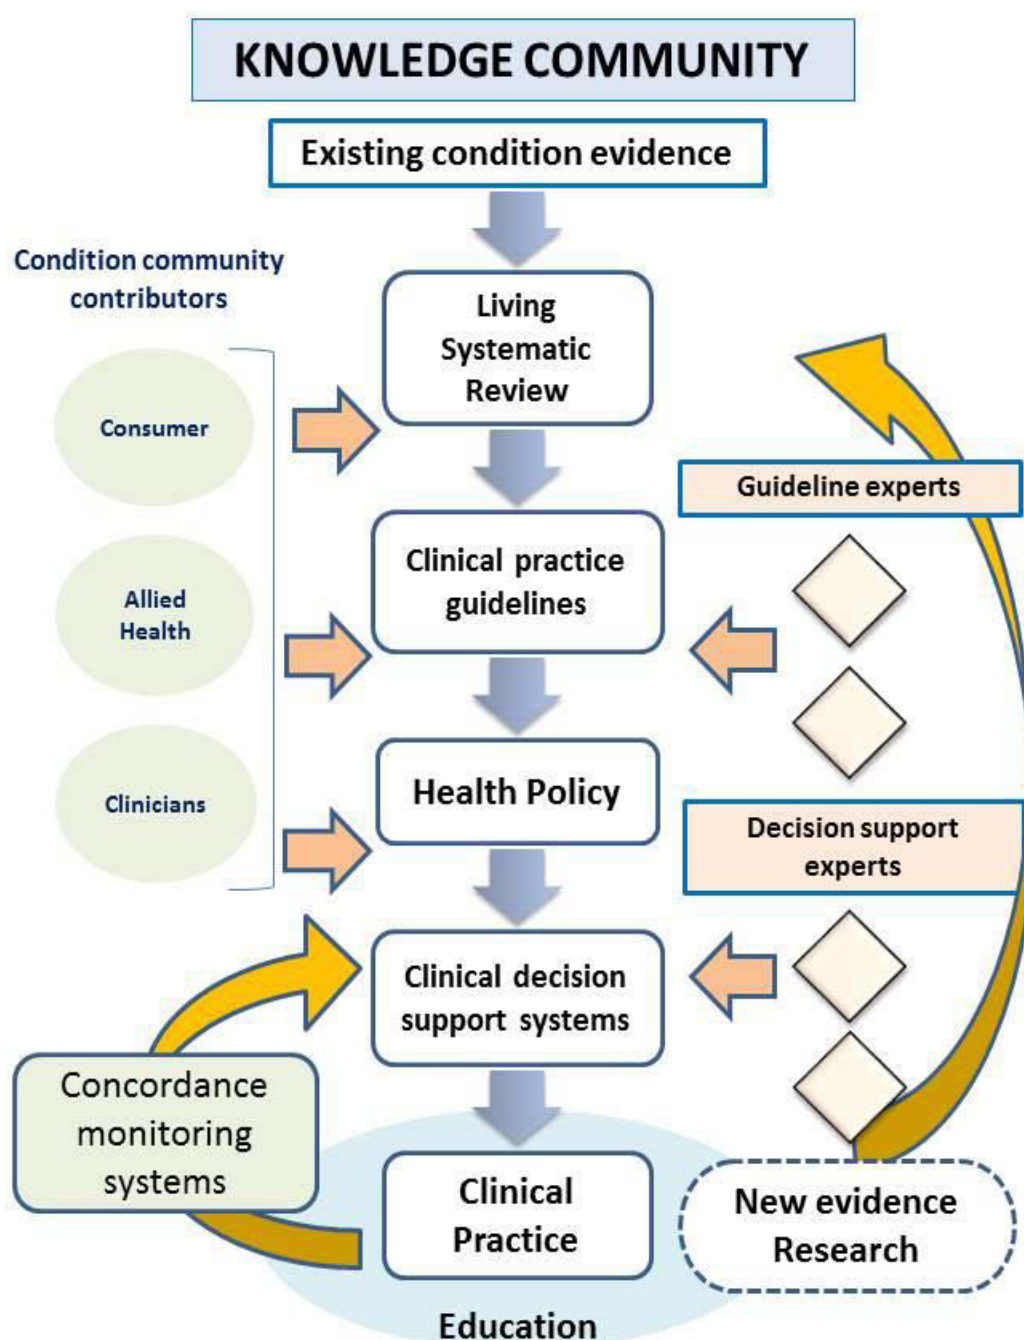 KNOWLEDGE COMMUNITY
Existing condition evidence
Condition community
contributors
Living
Systematic
Review
Consumer
Guideline experts
Clinical practice
guidelines
Allied
Health
Health Policy
Clinicians
Decision support
experts
Clinical decision
support systems
Concordance
monitoring
systems
Clinical
Practice
New evidence
Research
Education